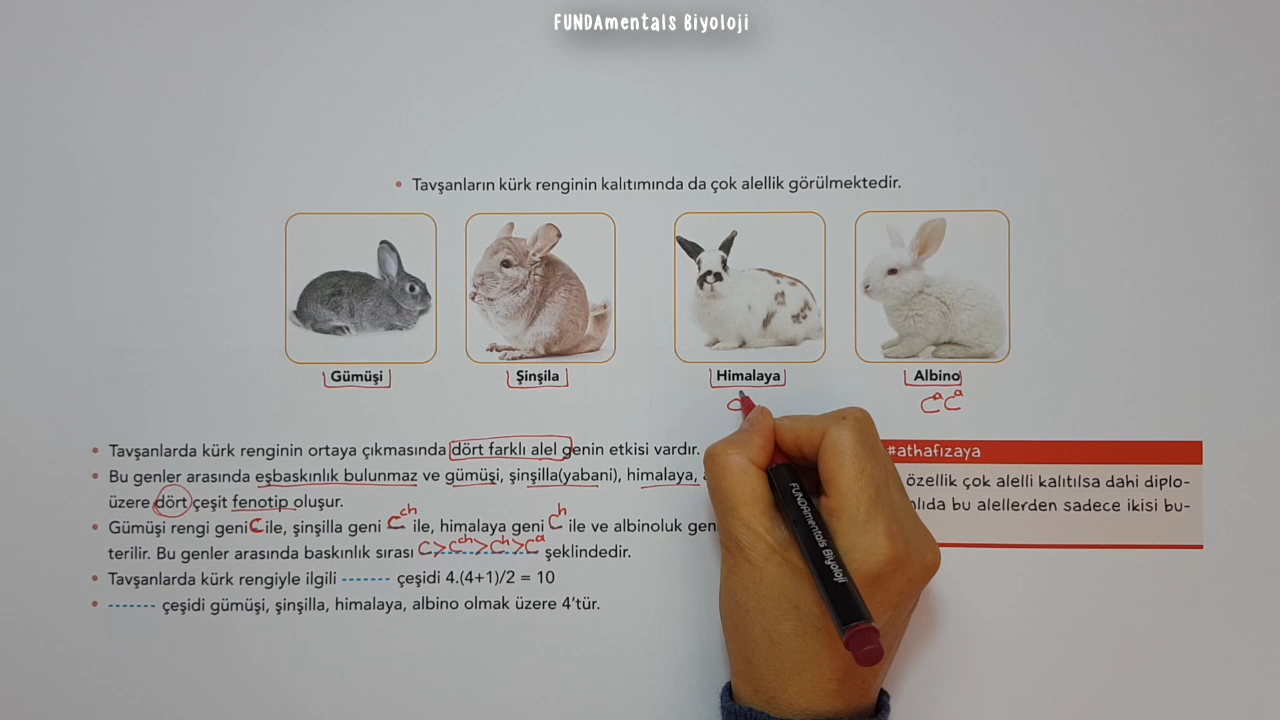 FUNDAmentals Biyoloji
• Tavşanların kürk renginin kalıtımında da çok alellik görülmektedir.
Gümüşi Şinşila Himalaya Albino
C CᵃCᵃ
• Tavşanlarda kürk renginin ortaya çıkmasında dört farklı alel genin etkisi vardır.
• Bu genler arasında eşbaskınlık bulunmaz ve gümüşi, şinşilla(yabani), himalaya,
üzere dört çeşit fenotip oluşur.
• Gümüşi rengi geni C ile, şinşilla geni Cᶜʰ ile, himalaya geni Cʰ ile ve albinoluk gen
terilir. Bu genler arasında baskınlık sırası C>Cᶜʰ>Cʰ>Cᵃ şeklindedir.
• Tavşanlarda kürk rengiyle ilgili ------- çeşidi 4.(4+1)/2 = 10
• ------- çeşidi gümüşi, şinşilla, himalaya, albino olmak üzere 4'tür.
#athafızaya
özellik çok alelli kalıtılsa dahi diplo-
lıda bu alellerden sadece ikisi bu-
FUNDAmentals Biyoloji